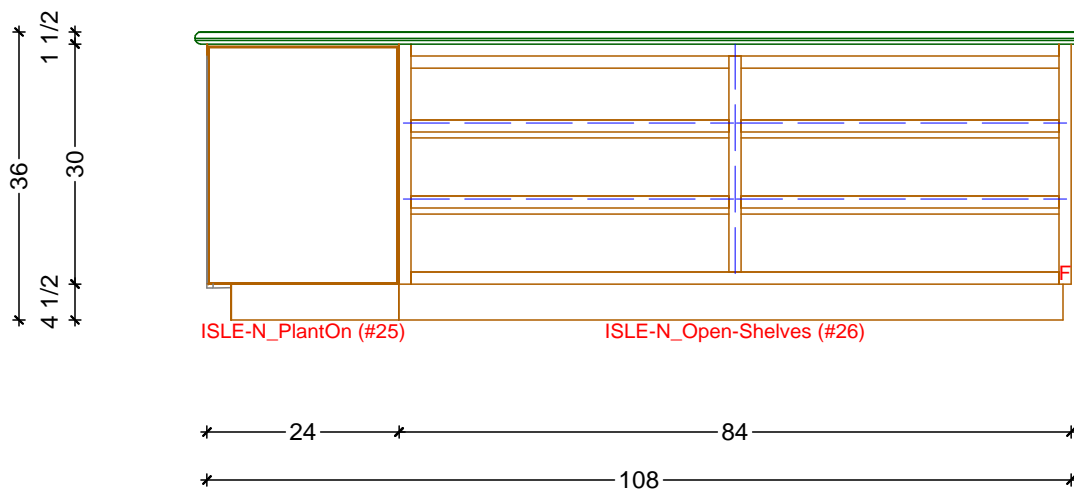 1 1/2
36
30
4 1/2
F
ISLE-N_PlantOn (#25)
ISLE-N_Open-Shelves (#26)
24
84
108